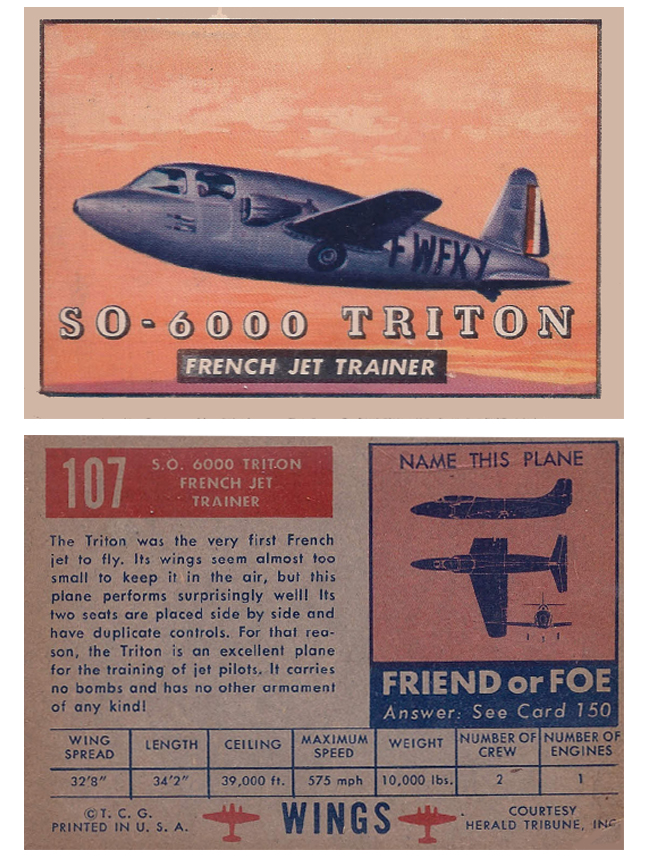 F-WFKY
SO-6000 TRITON
FRENCH JET TRAINER
107
S.O. 6000 TRITON
FRENCH JET
TRAINER
The Triton was the very first French
jet to fly. Its wings seem almost too
small to keep it in the air, but this
plane performs surprisingly well! Its
two seats are placed side by side and
have duplicate controls. For that rea-
son, the Triton is an excellent plane
for the training of jet pilots. It carries
no bombs and has no other armament
of any kind!
NAME THIS PLANE
FRIEND or FOE
Answer: See Card 150
WING SPREAD LENGTH CEILING MAXIMUM SPEED WEIGHT NUMBER OF CREW NUMBER OF ENGINES
32'8" 34'2" 39,000 ft. 575 mph 10,000 lbs. 2 1
© T. C. G.
PRINTED IN U. S. A.
WINGS
COURTESY
HERALD TRIBUNE, INC.